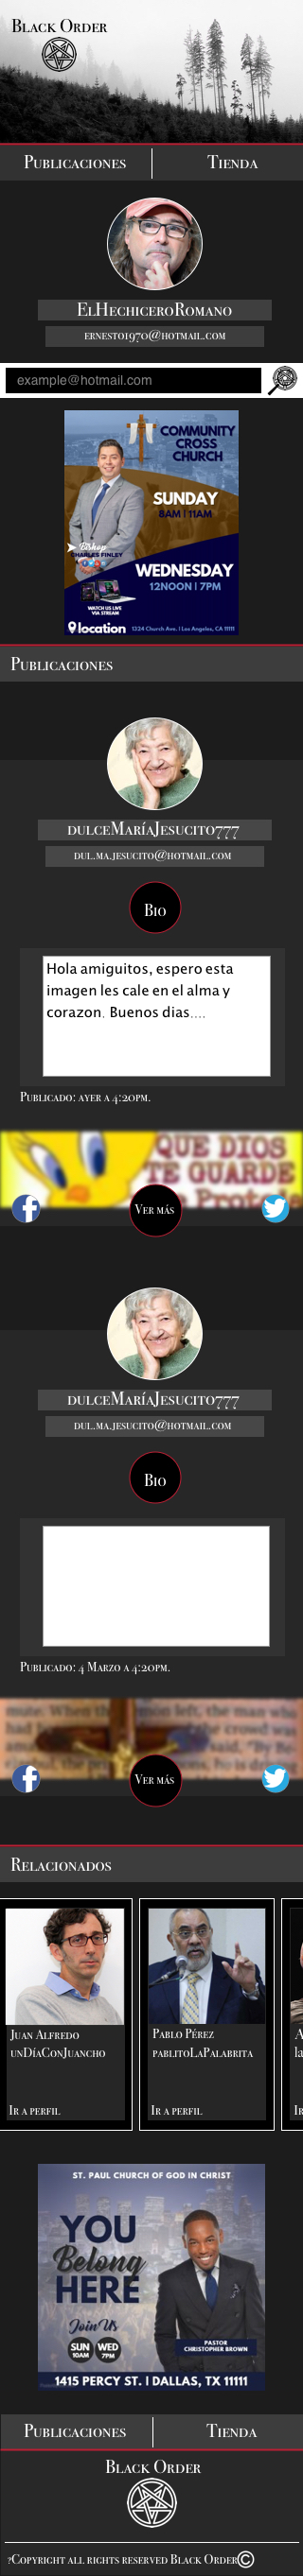 Black Order
Publicaciones
Tienda
ElHechiceroRomano
ernesto1970@hotmail.com
example@hotmail.com
COMMUNITY
CROSS
CHURCH
SUNDAY
8AM | 11AM
Bishop
CHARLES FINLEY
WEDNESDAY
12NOON | 7PM
WATCH US LIVE
VIA STREAM
location
1324 Church Ave. | Los Angeles, CA 11111
Publicaciones
dulceMaríaJesucito777
dul.ma.jesucito@hotmail.com
Bio
Hola amiguitos, espero esta
imagen les cale en el alma y
corazon. Buenos dias....
Publicado: ayer a 4:20pm.
QUE DIOS
TE GUARDE
Ver más
dulceMaríaJesucito777
dul.ma.jesucito@hotmail.com
Bio
Publicado: 4 Marzo a 4:20pm.
Ver más
Relacionados
Juan Alfredo
unDíaConJuancho
Ir a perfil
Pablo Pérez
pablitoLaPalabrita
Ir a perfil
A
la
Ir
ST. PAUL CHURCH OF GOD IN CHRIST
YOU
Belong
HERE
Join Us
SUN
10AM
WED
7PM
PASTOR
CHRISTOPHER BROWN
1415 PERCY ST. | DALLAS, TX 11111
Publicaciones
Tienda
Black Order
?Copyright all rights reserved Black Order©